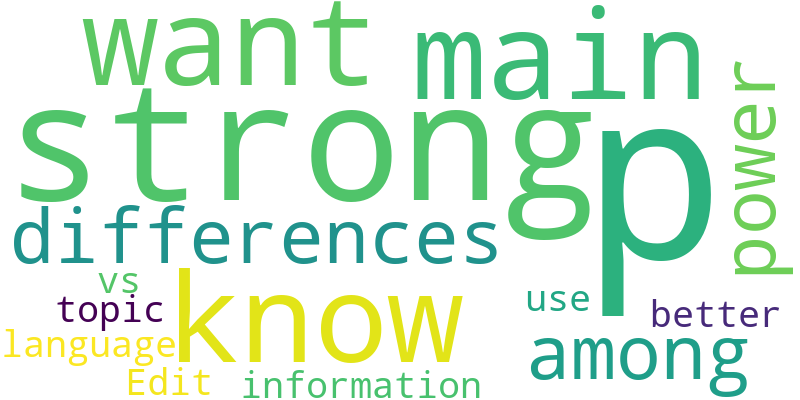 want
main
strong
p
power
differences
know
vs
topic
language
Edit
information
use
better
among